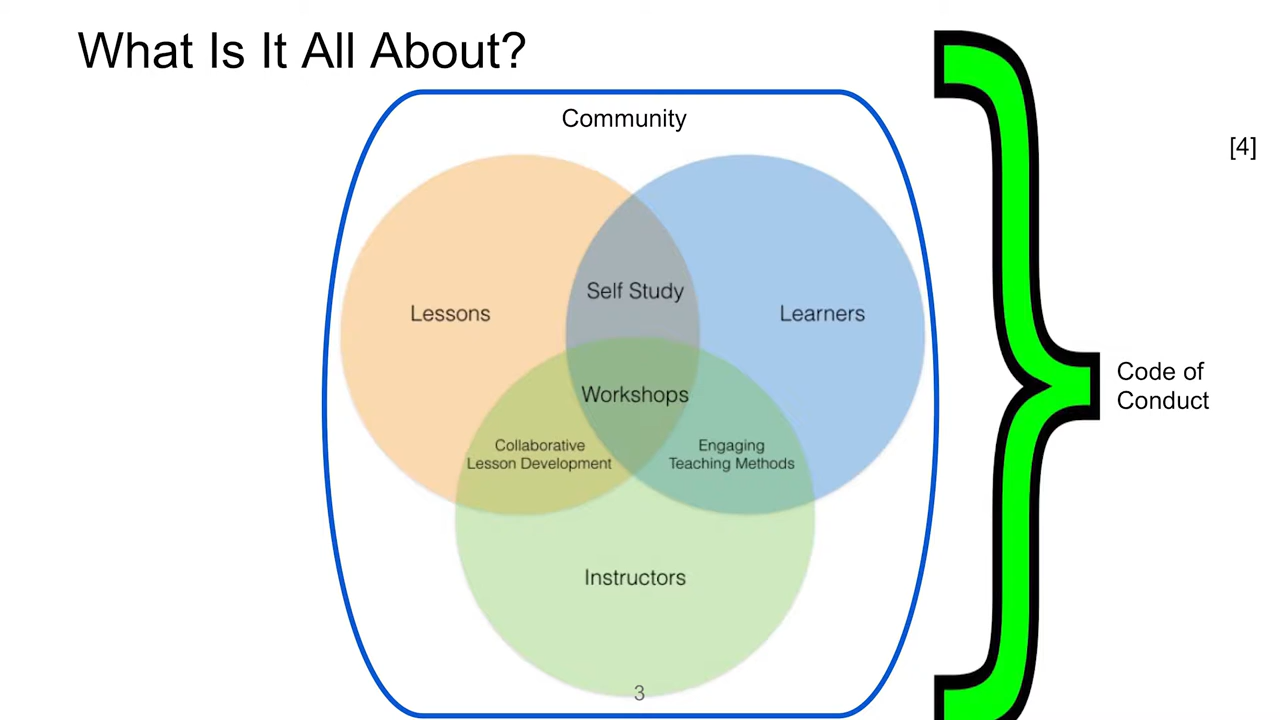 What Is It All About?
Community
[4]
Self Study
Lessons
Learners
Code of
Conduct
Workshops
Collaborative
Lesson Development
Engaging
Teaching Methods
Instructors
3